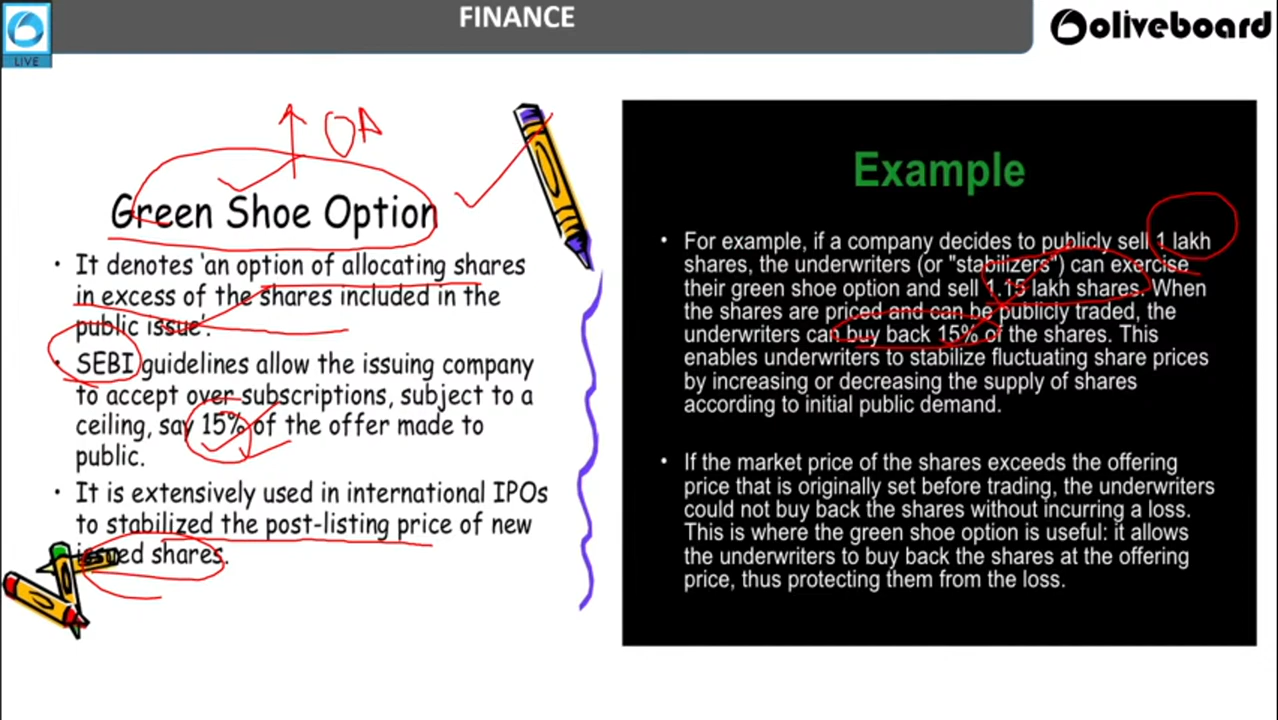 FINANCE
oliveboard
LIVE
OA
Green Shoe Option
• It denotes 'an option of allocating shares
in excess of the shares included in the
public issue'.
• SEBI guidelines allow the issuing company
to accept over subscriptions, subject to a
ceiling, say 15% of the offer made to
public.
• It is extensively used in international IPOs
to stabilized the post-listing price of new
issued shares.
Example
• For example, if a company decides to publicly sell 1 lakh
shares, the underwriters (or "stabilizers") can exercise
their green shoe option and sell 1.15 lakh shares. When
the shares are priced and can be publicly traded, the
underwriters can buy back 15% of the shares. This
enables underwriters to stabilize fluctuating share prices
by increasing or decreasing the supply of shares
according to initial public demand.
• If the market price of the shares exceeds the offering
price that is originally set before trading, the underwriters
could not buy back the shares without incurring a loss.
This is where the green shoe option is useful: it allows
the underwriters to buy back the shares at the offering
price, thus protecting them from the loss.